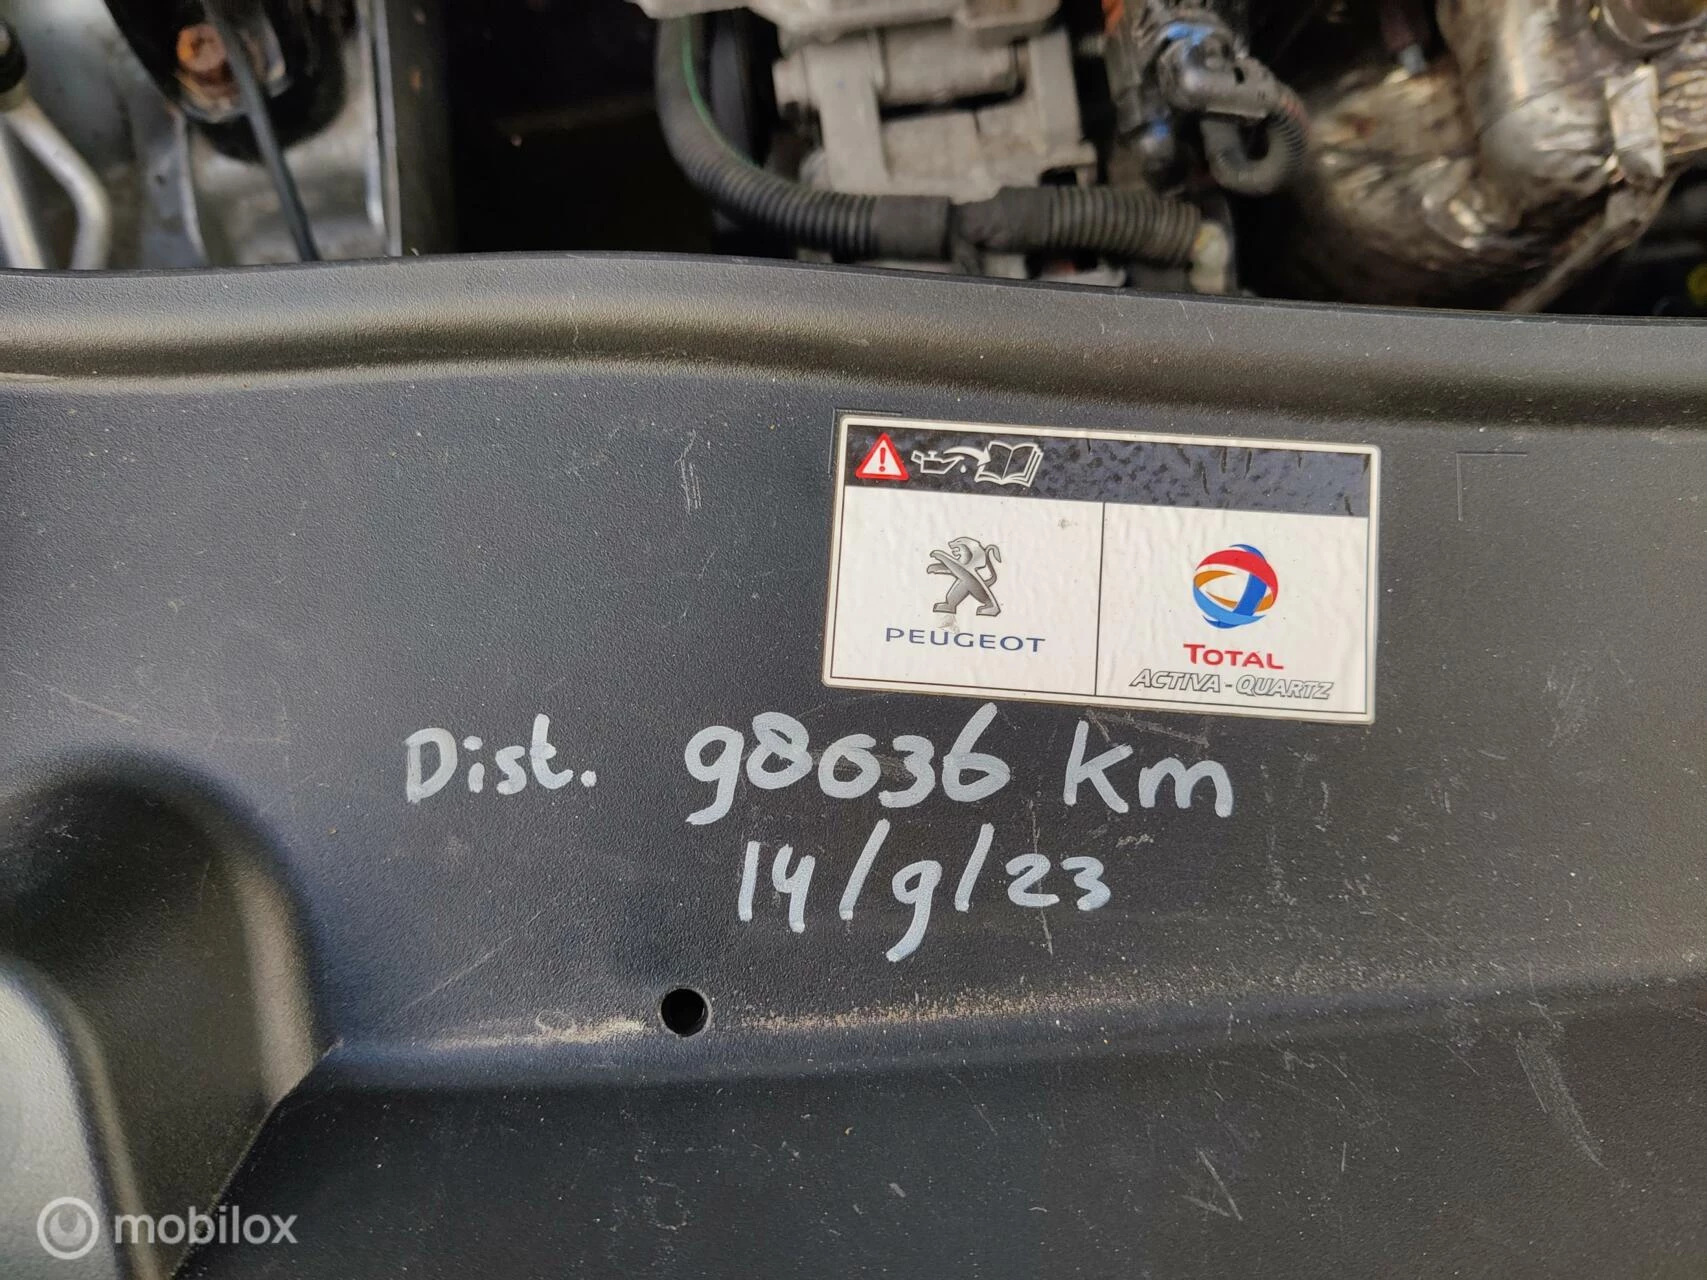 PEUGEOT
TOTAL
ACTIVA-QUARTZ
Dist. 98036 km
14/9/23
mobilox